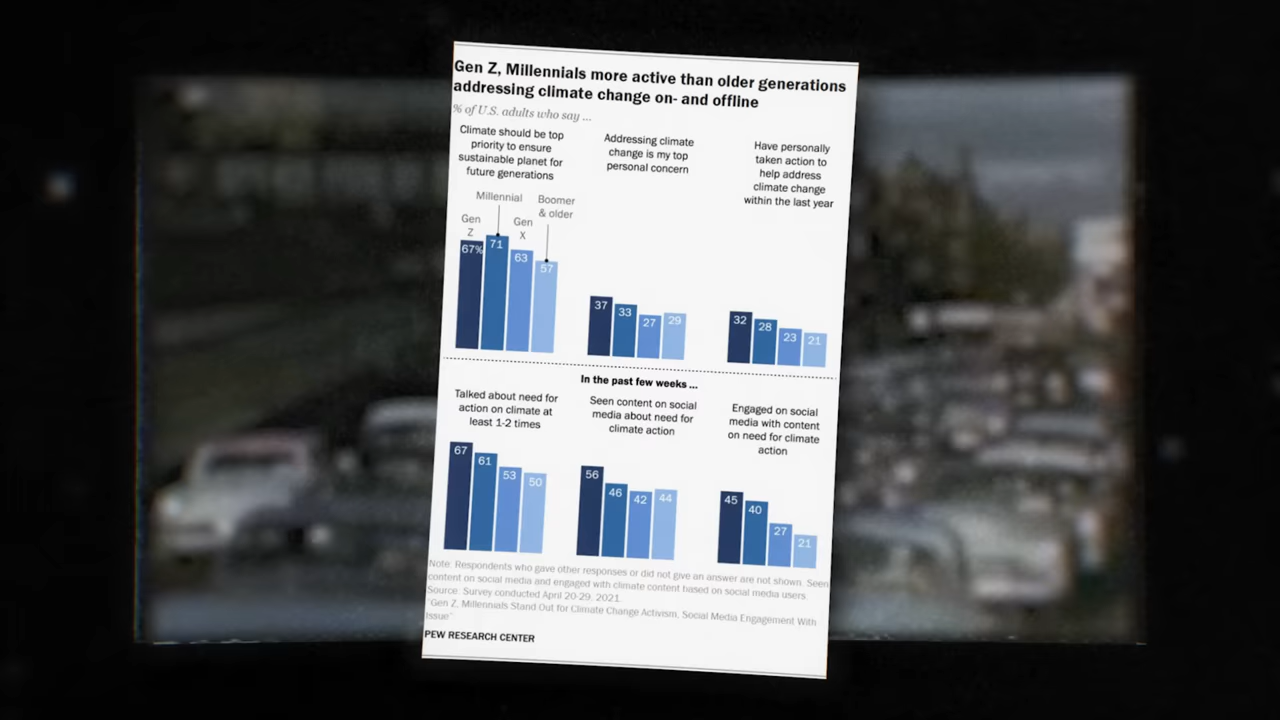 Gen Z, Millennials more active than older generations
addressing climate change on- and offline
% of U.S. adults who say ...
Climate should be top
priority to ensure
sustainable planet for
future generations
Addressing climate
change is my top
personal concern
Have personally
taken action to
help address
climate change
within the last year
Millennial
Boomer
& older
Gen
Z
Gen
X
67% 71 63 57
37 33 27 29
32 28 23 21
In the past few weeks ...
Talked about need for
action on climate at
least 1-2 times
Seen content on social
media about need for
climate action
Engaged on social
media with content
on need for climate
action
67 61 53 50
56 46 42 44
45 40 27 21
Note: Respondents who gave other responses or did not give an answer are not shown. Seen
content on social media and engaged with climate content based on social media users.
Source: Survey conducted April 20-29, 2021.
"Gen Z, Millennials Stand Out for Climate Change Activism, Social Media Engagement With
Issue"
PEW RESEARCH CENTER